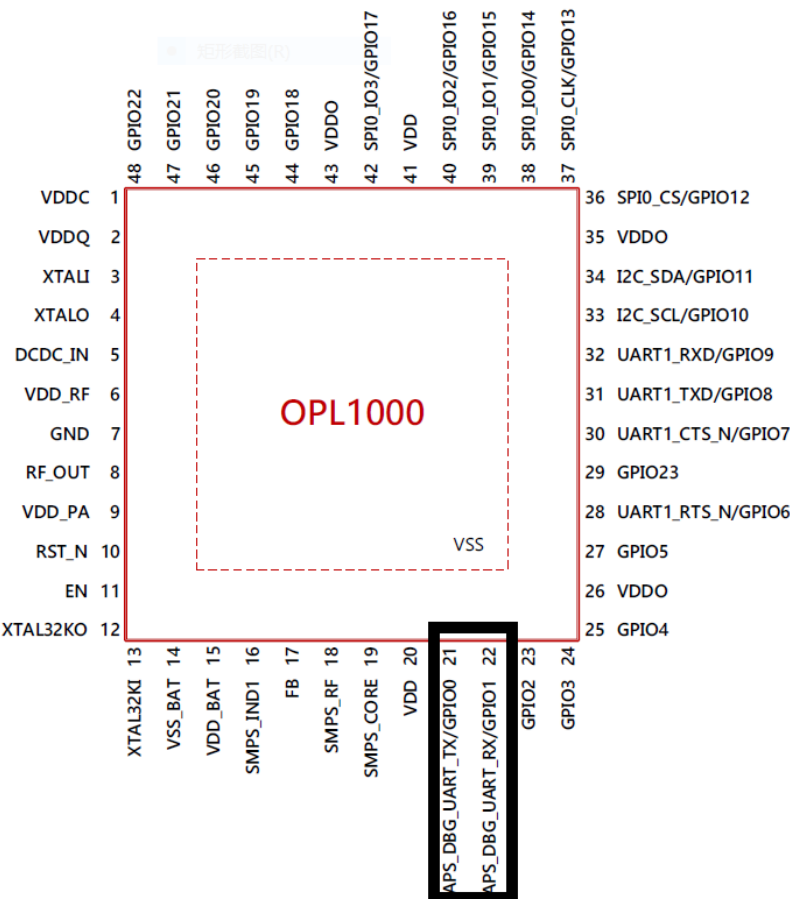 矩形截图(R)
48 GPIO22
47 GPIO21
46 GPIO20
45 GPIO19
44 GPIO18
43 VDDO
42 SPI0_IO3/GPIO17
41 VDD
40 SPI0_IO2/GPIO16
39 SPI0_IO1/GPIO15
38 SPI0_IO0/GPIO14
37 SPI0_CLK/GPIO13
VDDC 1
VDDQ 2
XTALI 3
XTALO 4
DCDC_IN 5
VDD_RF 6
GND 7
RF_OUT 8
VDD_PA 9
RST_N 10
EN 11
XTAL32KO 12
OPL1000
VSS
36 SPI0_CS/GPIO12
35 VDDO
34 I2C_SDA/GPIO11
33 I2C_SCL/GPIO10
32 UART1_RXD/GPIO9
31 UART1_TXD/GPIO8
30 UART1_CTS_N/GPIO7
29 GPIO23
28 UART1_RTS_N/GPIO6
27 GPIO5
26 VDDO
25 GPIO4
XTAL32KI 13
VSS_BAT 14
VDD_BAT 15
SMPS_IND1 16
FB 17
SMPS_RF 18
SMPS_CORE 19
VDD 20
APS_DBG_UART_TX/GPIO0 21
APS_DBG_UART_RX/GPIO1 22
GPIO2 23
GPIO3 24